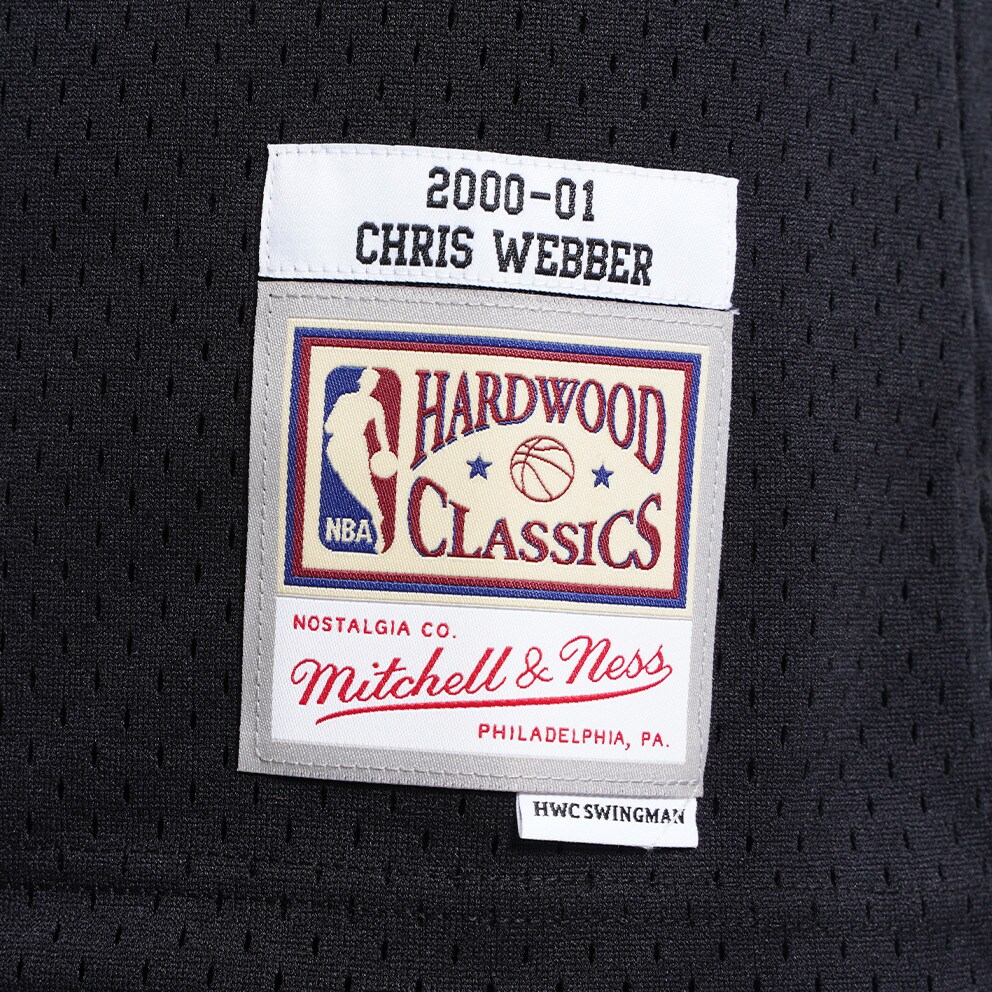 2000-01
CHRIS WEBBER
HARDWOOD
CLASSICS
NBA
NOSTALGIA CO.
Mitchell & Ness
PHILADELPHIA, PA.
HWC SWINGMAN